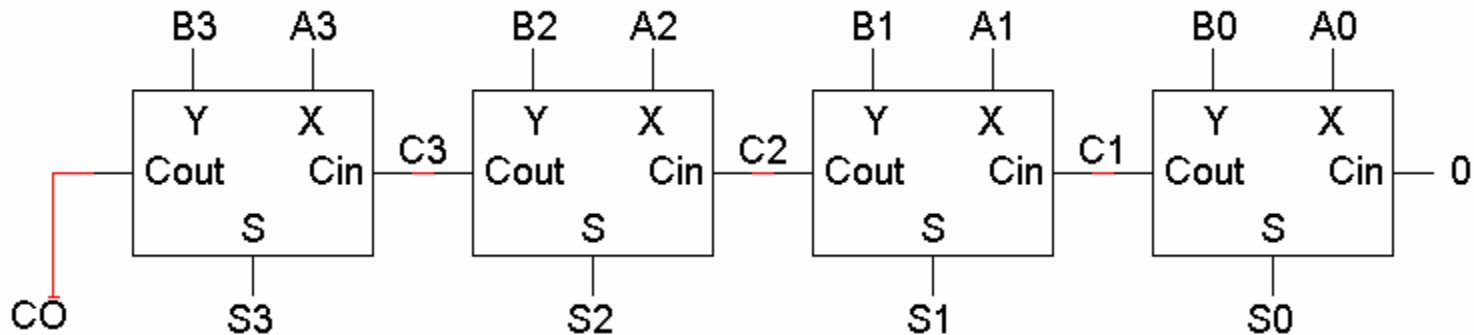 B3 A3 B2 A2 B1 A1 B0 A0
Y X Y X Y X Y X
C3 C2 C1
Cout Cin Cout Cin Cout Cin Cout Cin 0
S S S S
CO S3 S2 S1 S0